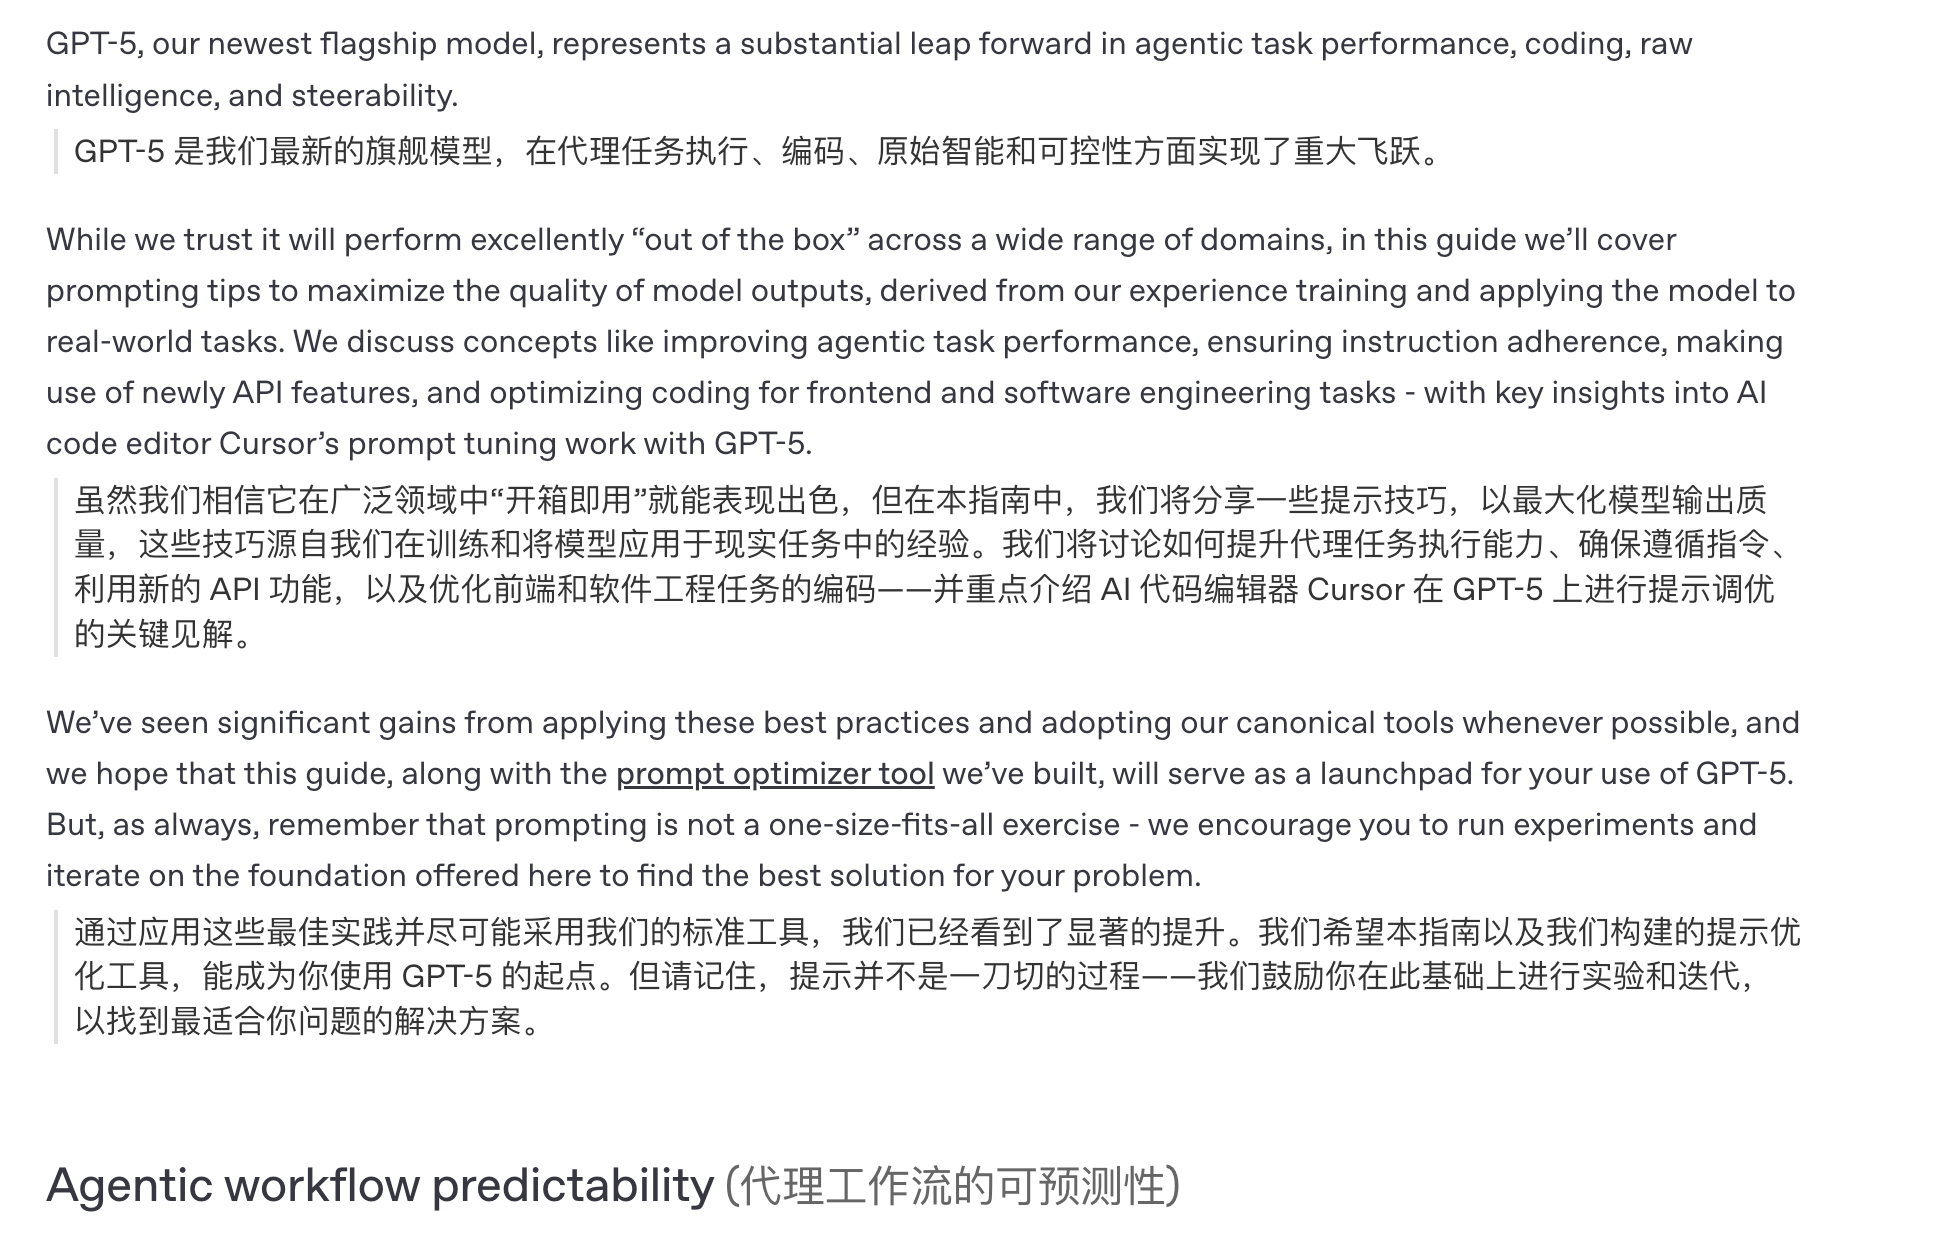 GPT-5, our newest flagship model, represents a substantial leap forward in agentic task performance, coding, raw
intelligence, and steerability.
GPT-5 是我们最新的旗舰模型，在代理任务执行、编码、原始智能和可控性方面实现了重大飞跃。
While we trust it will perform excellently “out of the box” across a wide range of domains, in this guide we’ll cover
prompting tips to maximize the quality of model outputs, derived from our experience training and applying the model to
real-world tasks. We discuss concepts like improving agentic task performance, ensuring instruction adherence, making
use of newly API features, and optimizing coding for frontend and software engineering tasks - with key insights into AI
code editor Cursor’s prompt tuning work with GPT-5.
虽然我们相信它在广泛领域中“开箱即用”就能表现出色，但在本指南中，我们将分享一些提示技巧，以最大化模型输出质
量，这些技巧源自我们在训练和将模型应用于现实任务中的经验。我们将讨论如何提升代理任务执行能力、确保遵循指令、
利用新的 API 功能，以及优化前端和软件工程任务的编码——并重点介绍 AI 代码编辑器 Cursor 在 GPT-5 上进行提示调优
的关键见解。
We’ve seen significant gains from applying these best practices and adopting our canonical tools whenever possible, and
we hope that this guide, along with the prompt optimizer tool we’ve built, will serve as a launchpad for your use of GPT-5.
But, as always, remember that prompting is not a one-size-fits-all exercise - we encourage you to run experiments and
iterate on the foundation offered here to find the best solution for your problem.
通过应用这些最佳实践并尽可能采用我们的标准工具，我们已经看到了显著的提升。我们希望本指南以及我们构建的提示优
化工具，能成为你使用 GPT-5 的起点。但请记住，提示并不是一刀切的过程——我们鼓励你在此基础上进行实验和迭代，
以找到最适合你问题的解决方案。
Agentic workflow predictability (代理工作流的可预测性)